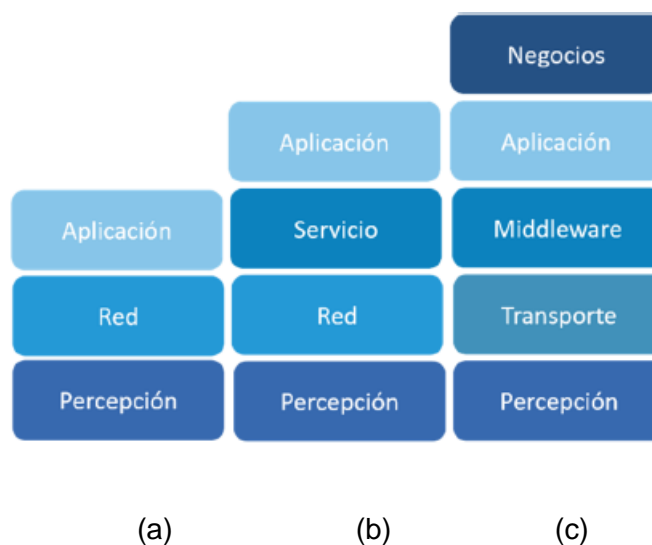 Negocios
Aplicación
Aplicación
Aplicación
Servicio
Middleware
Red
Red
Transporte
Percepción
Percepción
Percepción
(a)
(b)
(c)